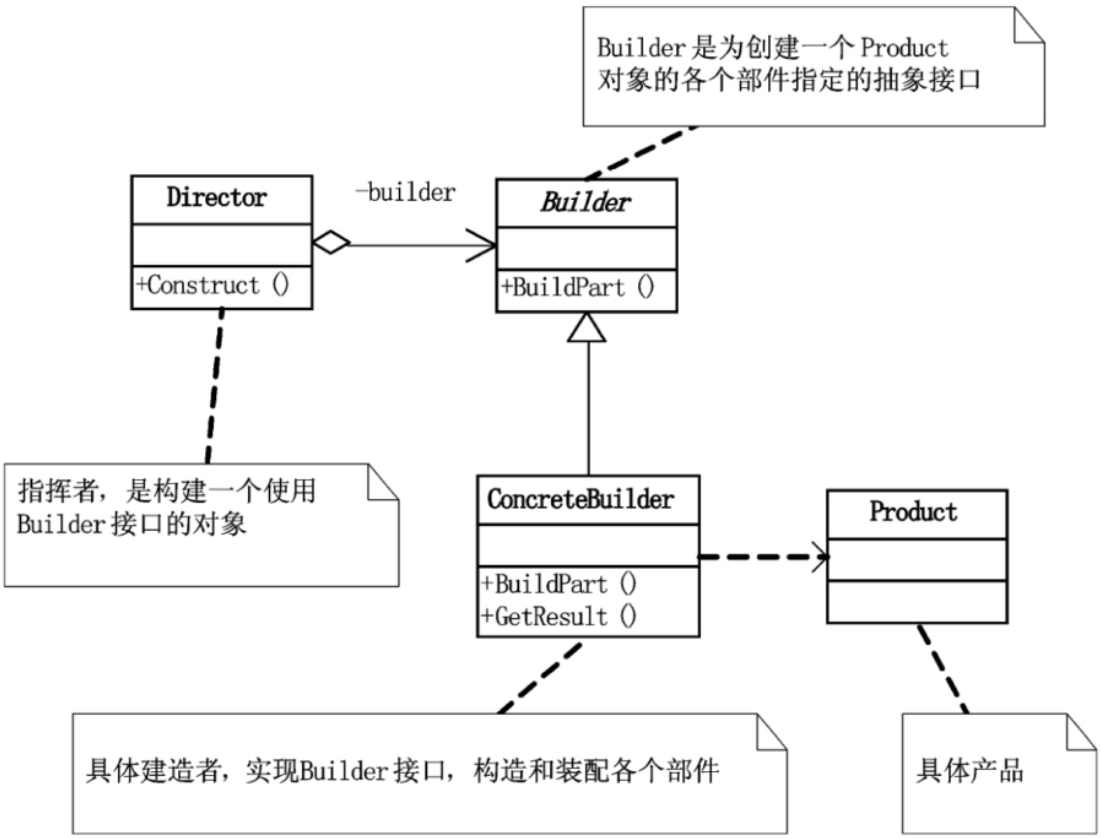 Builder是为创建一个Product
对象的各个部件指定的抽象接口
Director
-builder
Builder
+Construct()
+BuildPart()
指挥者，是构建一个使用
Builder接口的对象
ConcreteBuilder
Product
+BuildPart()
+GetResult()
具体建造者，实现Builder接口，构造和装配各个部件
具体产品